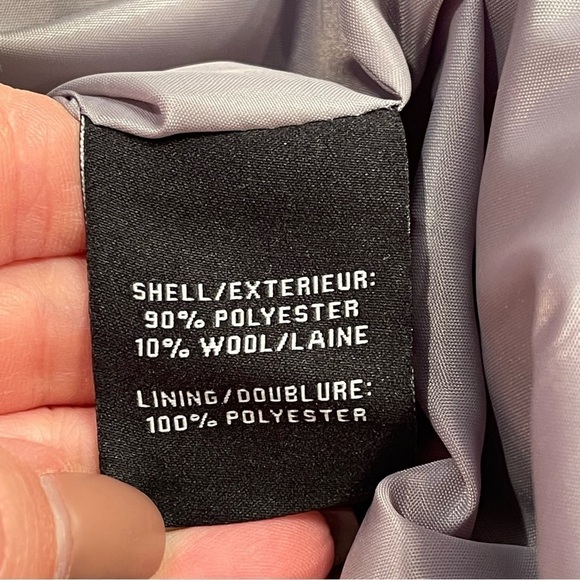 SHELL/EXTERIEUR:
90% POLYESTER
10% WOOL/LAINE
LINING/DOUBLURE:
100% POLYESTER